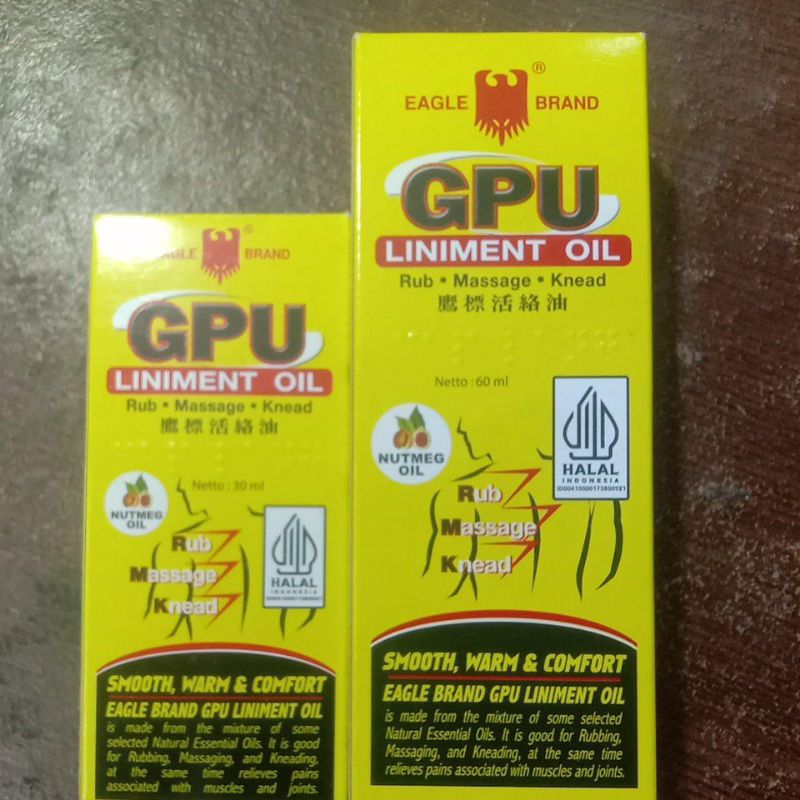 EAGLE BRAND
®
GPU
LINIMENT OIL
Rub • Massage • Knead
鷹標活絡油
Netto : 30 ml
NUTMEG
OIL
Rub
Massage
Knead
HALAL
INDONESIA
SMOOTH, WARM & COMFORT
EAGLE BRAND GPU LINIMENT OIL
is made from the mixture of some
selected Natural Essential Oils. It is good
for Rubbing, Massaging, and Kneading,
at the same time relieves pains
associated with muscles and joints.
EAGLE BRAND
®
GPU
LINIMENT OIL
Rub • Massage • Knead
鷹標活絡油
Netto : 60 ml
NUTMEG
OIL
Rub
Massage
Knead
HALAL
INDONESIA
ID00410000173800921
SMOOTH, WARM & COMFORT
EAGLE BRAND GPU LINIMENT OIL
is made from the mixture of some selected
Natural Essential Oils. It is good for Rubbing,
Massaging, and Kneading, at the same time
relieves pains associated with muscles and joints.